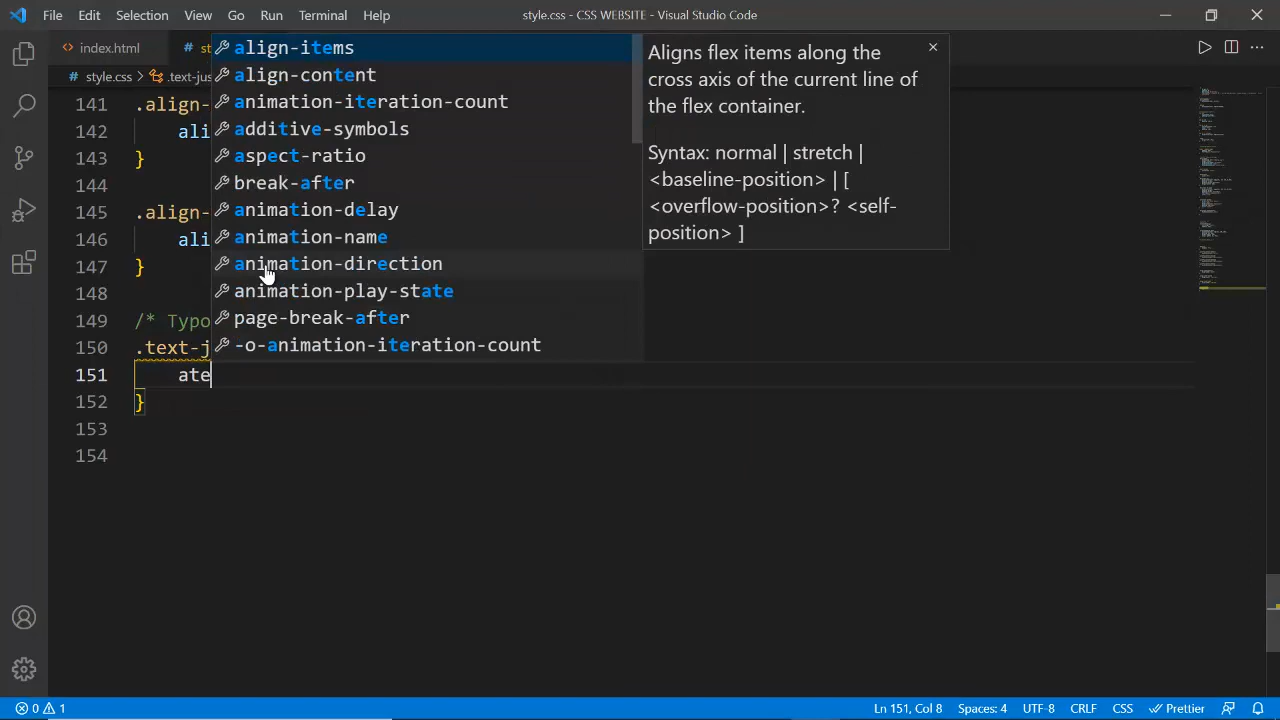 File Edit Selection View Go Run Terminal Help style.css - CSS WEBSITE - Visual Studio Code
<> index.html # st
# style.css > .text-jus
141 .align-
142 ali
143 }
144
145 .align-
146 ali
147 }
148
149 /* Typo
150 .text-j
151 ate
152 }
153
154
align-items
align-content
animation-iteration-count
additive-symbols
aspect-ratio
break-after
animation-delay
animation-name
animation-direction
animation-play-state
page-break-after
-o-animation-iteration-count
Aligns flex items along the
cross axis of the current line of
the flex container.
Syntax: normal | stretch |
<baseline-position> | [
<overflow-position>? <self-
position> ]
0 1 Ln 151, Col 8 Spaces: 4 UTF-8 CRLF CSS Prettier